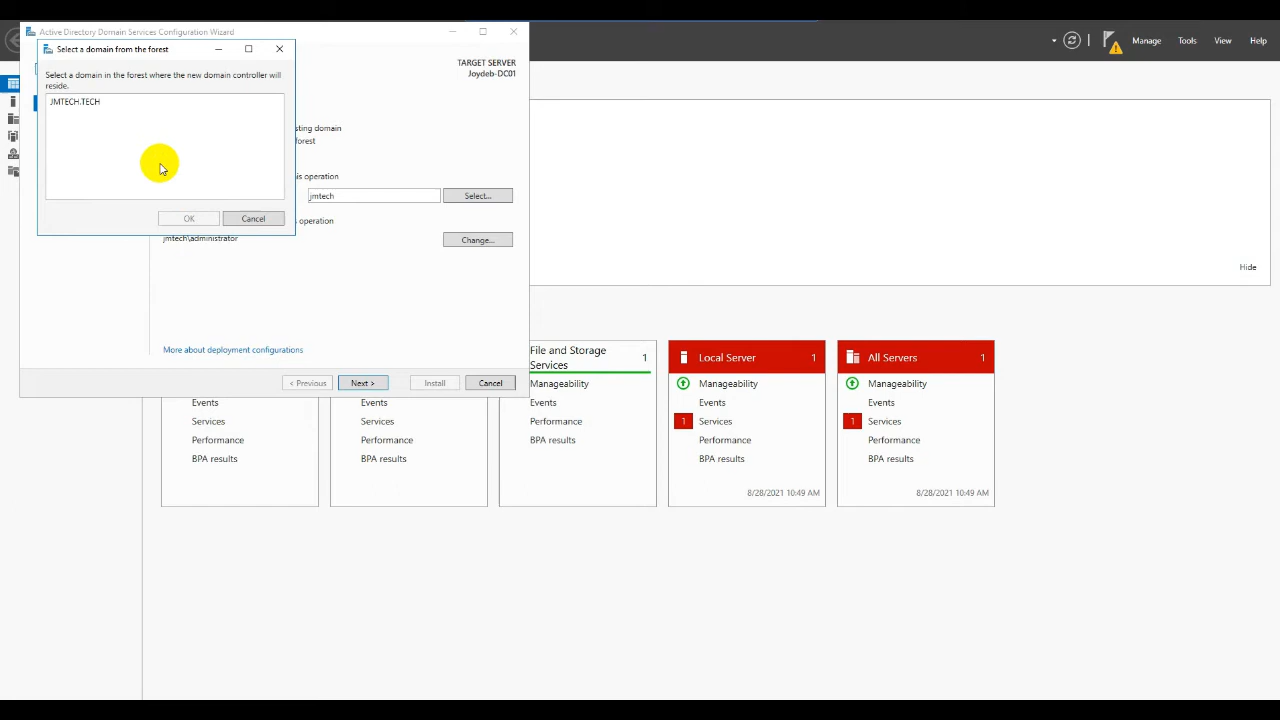 Active Directory Domain Services Configuration Wizard
Select a domain from the forest
Select a domain in the forest where the new domain controller will
reside.
JMTECH.TECH
OK
Cancel
TARGET SERVER
Joydeb-DC01
sting domain
forest
his operation
jmtech
Select...
operation
jmtech\administrator
Change...
More about deployment configurations
< Previous
Next >
Install
Cancel
Manage
Tools
View
Help
Hide
Events
Services
Performance
BPA results
Events
Services
Performance
BPA results
File and Storage
Services
1
Manageability
Events
Performance
BPA results
Local Server
1
Manageability
Events
1
Services
Performance
BPA results
8/28/2021 10:49 AM
All Servers
1
Manageability
Events
1
Services
Performance
BPA results
8/28/2021 10:49 AM